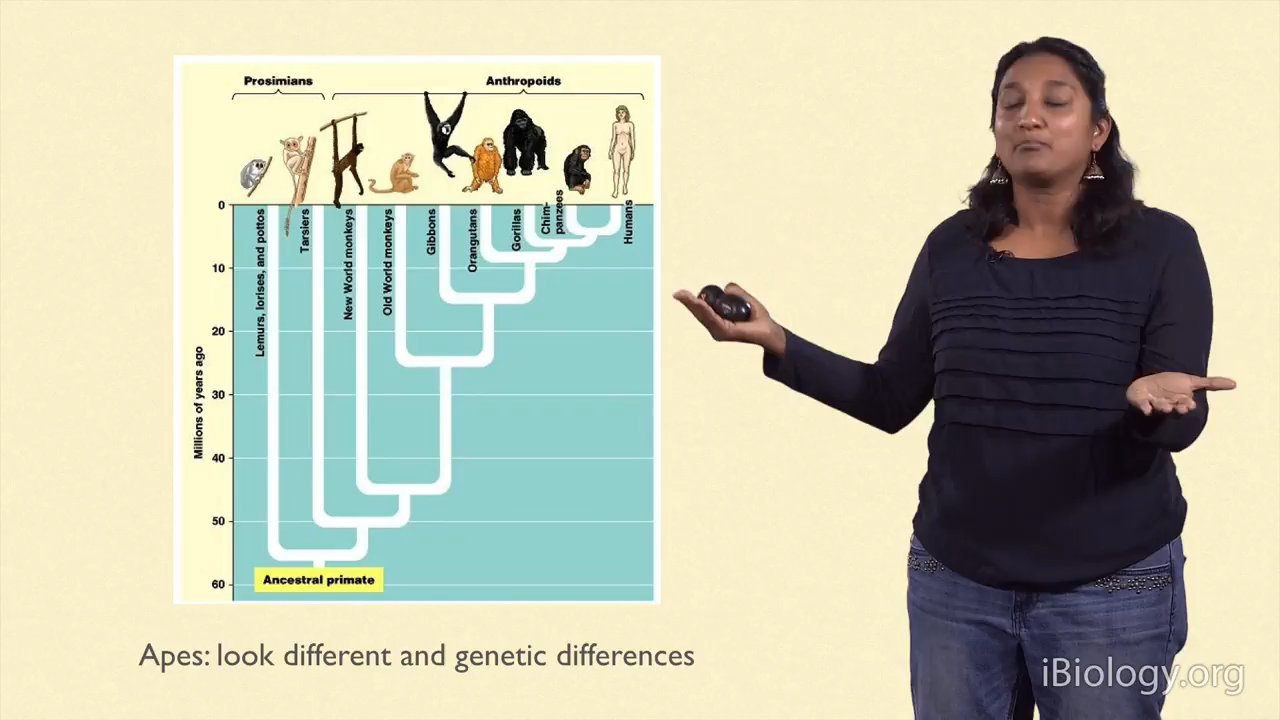 Prosimians
Anthropoids
0
10
20
30
40
50
60
Millions of years ago
Lemurs, lorises, and pottos
Tarsiers
New World monkeys
Old World monkeys
Gibbons
Orangutans
Gorillas
Chim-
panzees
Humans
Ancestral primate
Apes: look different and genetic differences
iBiology.org